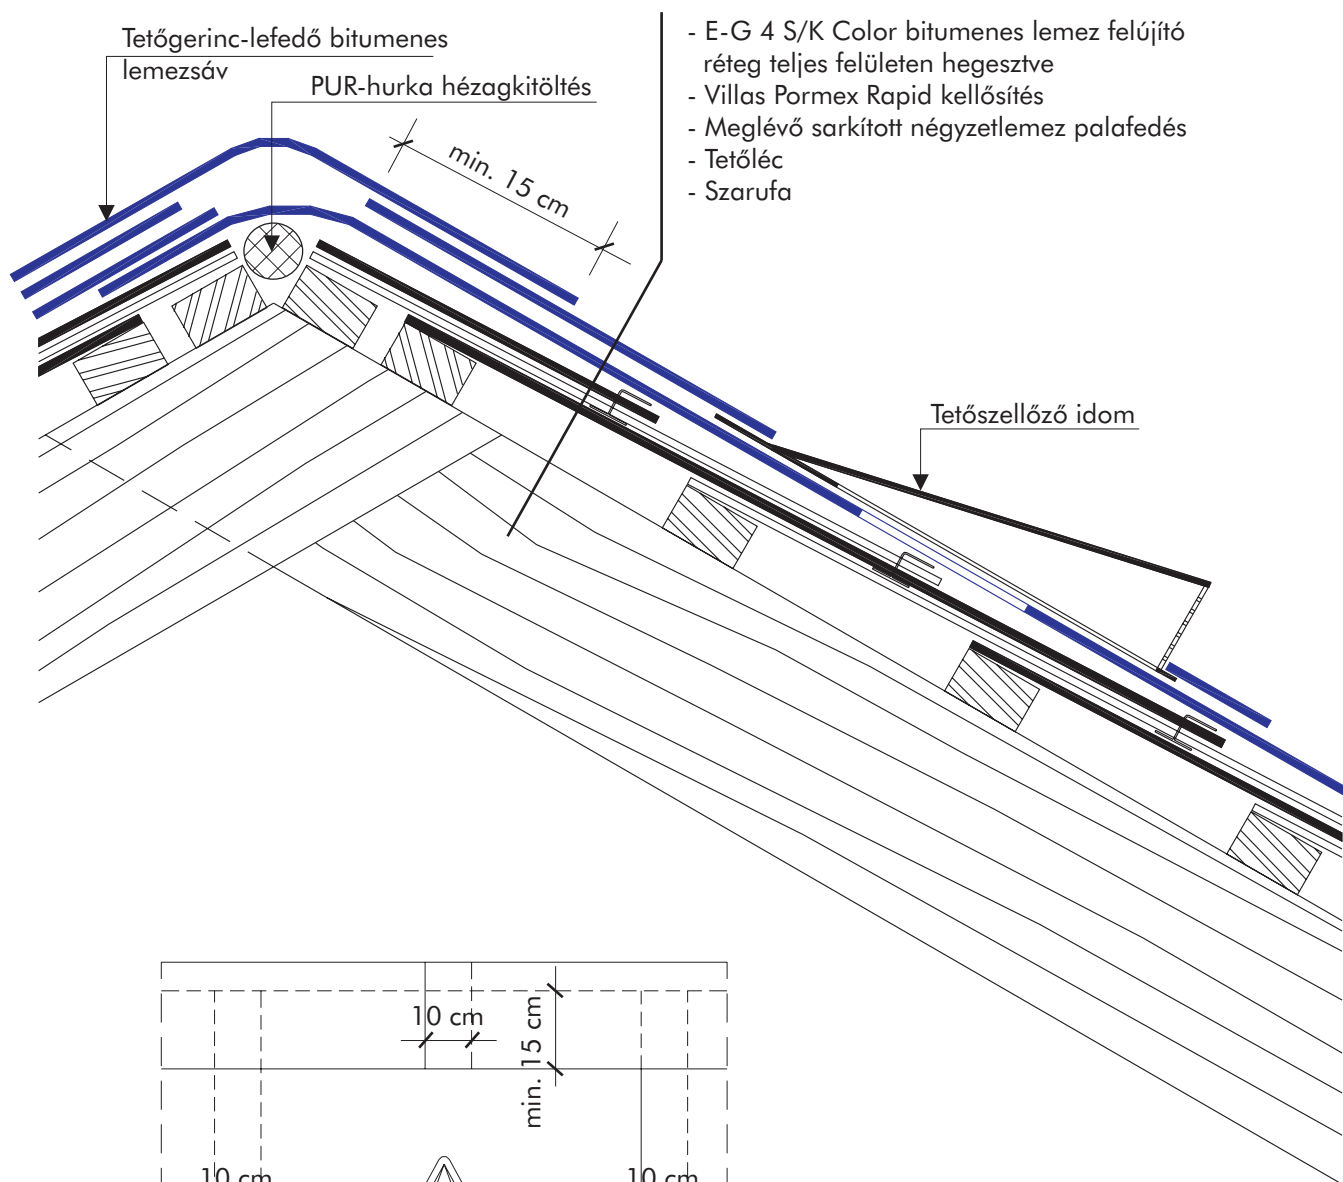 Tetőgerinc-lefedő bitumenes
lemezsáv
PUR-hurka hézagkitöltés
min. 15 cm
- E-G 4 S/K Color bitumenes lemez felújító
réteg teljes felületen hegesztve
- Villas Pormex Rapid kellősítés
- Meglévő sarkított négyzetlemez palafedés
- Tetőléc
- Szarufa
Tetőszellőző idom
10 cm
min. 15 cm
10 cm
10 cm